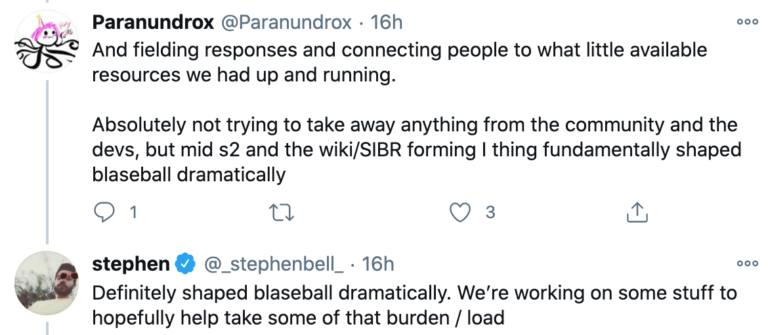 Paranundrox @Paranundrox · 16h
And fielding responses and connecting people to what little available
resources we had up and running.
Absolutely not trying to take away anything from the community and the
devs, but mid s2 and the wiki/SIBR forming I thing fundamentally shaped
blaseball dramatically
1 3
stephen @_stephenbell_ · 16h
Definitely shaped blaseball dramatically. We're working on some stuff to
hopefully help take some of that burden / load